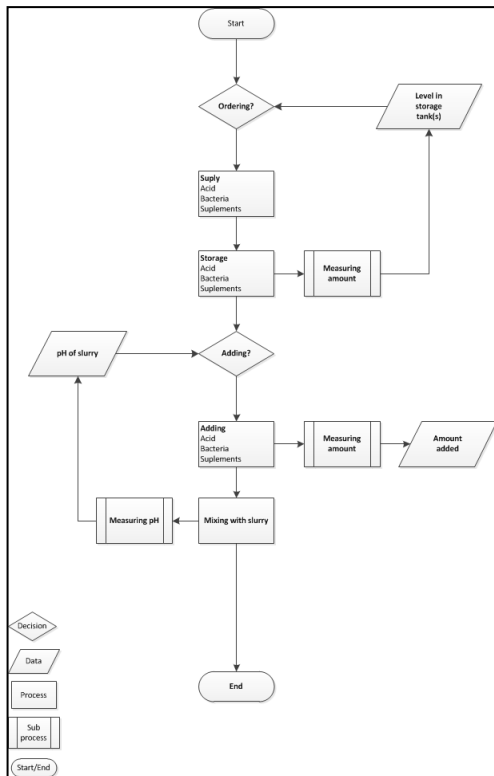 Start
Ordering?
Level in
storage
tank(s)
Suply
Acid
Bacteria
Suplements
Storage
Acid
Bacteria
Suplements
Measuring
amount
pH of slurry
Adding?
Adding
Acid
Bacteria
Suplements
Measuring
amount
Amount
added
Measuring pH
Mixing with slurry
Decision
Data
Process
Sub
process
Start/End
End